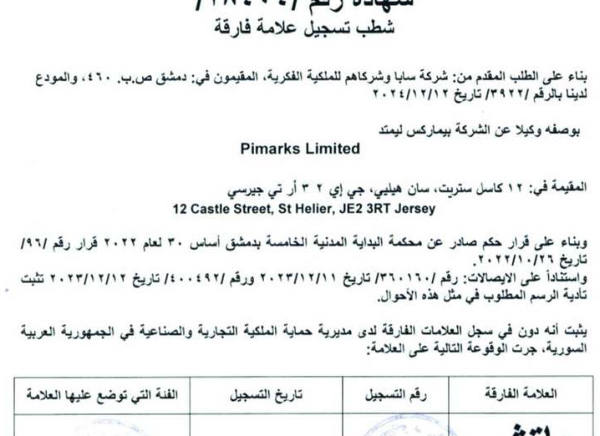 شطب تسجيل علامة فارقة
بناء على الطلب المقدم من: شركة سابا وشركاهم للملكية الفكرية، المقيمون في: دمشق ص.ب. ٤٦٠، والمودع
لدينا بالرقم /٣٩٢٢/ تاريخ ٢٠٢٤/١٢/١٢
بوصفه وكيلا عن الشركة بيماركس ليمتد
Pimarks Limited
المقيمة في: ١٢ كاسل ستريت، سان هيليي، جي إي ٢ ٣ أر تي جيرسي
12 Castle Street, St Helier, JE2 3RT Jersey
وبناء على قرار حكم صادر عن محكمة البداية المدنية الخامسة بدمشق أساس ٣٠ لعام ٢٠٢٢ قرار رقم /٩٦/
تاريخ ٢٠٢٢/١٠/٢٦.
واستناداً على الايصالات: رقم /٣٦٠١٦٠/ تاريخ ٢٠٢٣/١٢/١١ ورقم /٤٠٠٤٩٢/ تاريخ ٢٠٢٣/١٢/١٢ تثبت
تأدية الرسم المطلوب في مثل هذه الأحوال.
يثبت أنه دون في سجل العلامات الفارقة لدى مديرية حماية الملكية التجارية والصناعية في الجمهورية العربية
السورية، جرت الوقوعة التالية على العلامة:
العلامة الفارقة رقم التسجيل تاريخ التسجيل الفئة التي توضع عليها العلامة